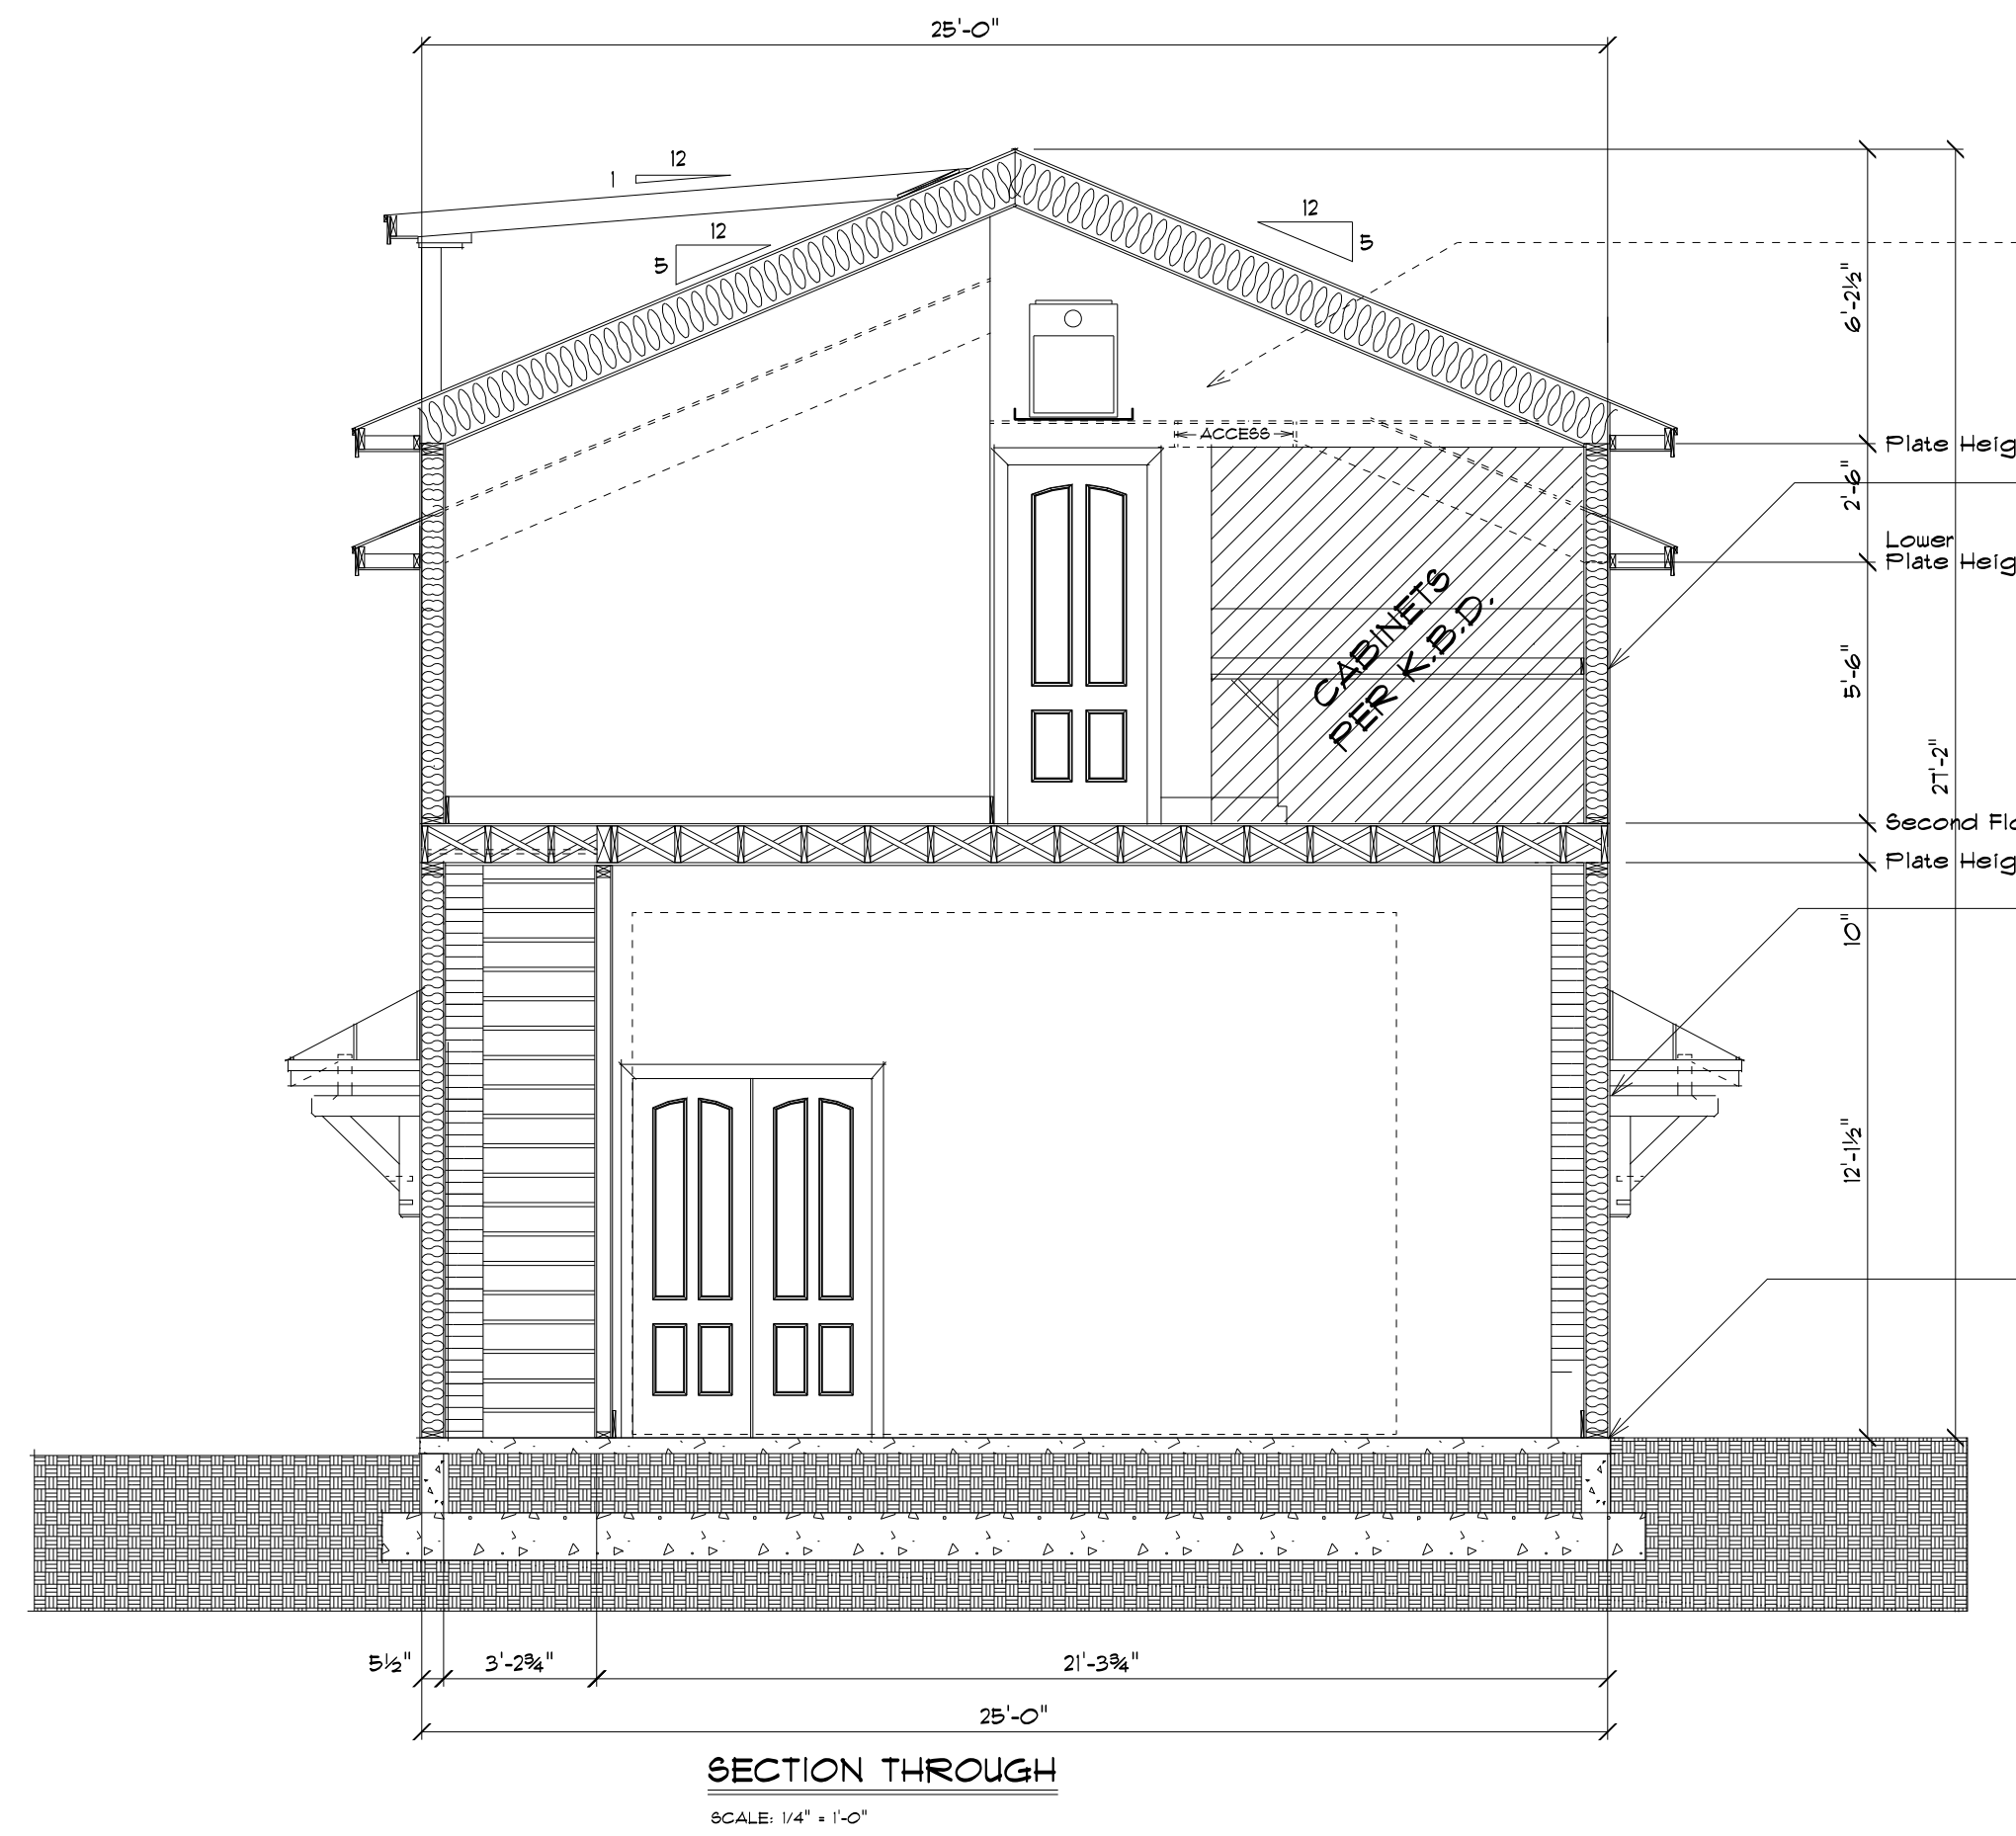 25'-0"
12
1
12
5
12
5
6'-2½"
ACCESS
Plate Heig
2'-6"
Lower
Plate Heig
CABINETS
PER K.B.D.
5'-6"
27'-2"
Second Flo
Plate Heig
10"
12'-1½"
5½"
3'-2¾"
21'-3¾"
25'-0"
SECTION THROUGH
SCALE: 1/4" = 1'-0"